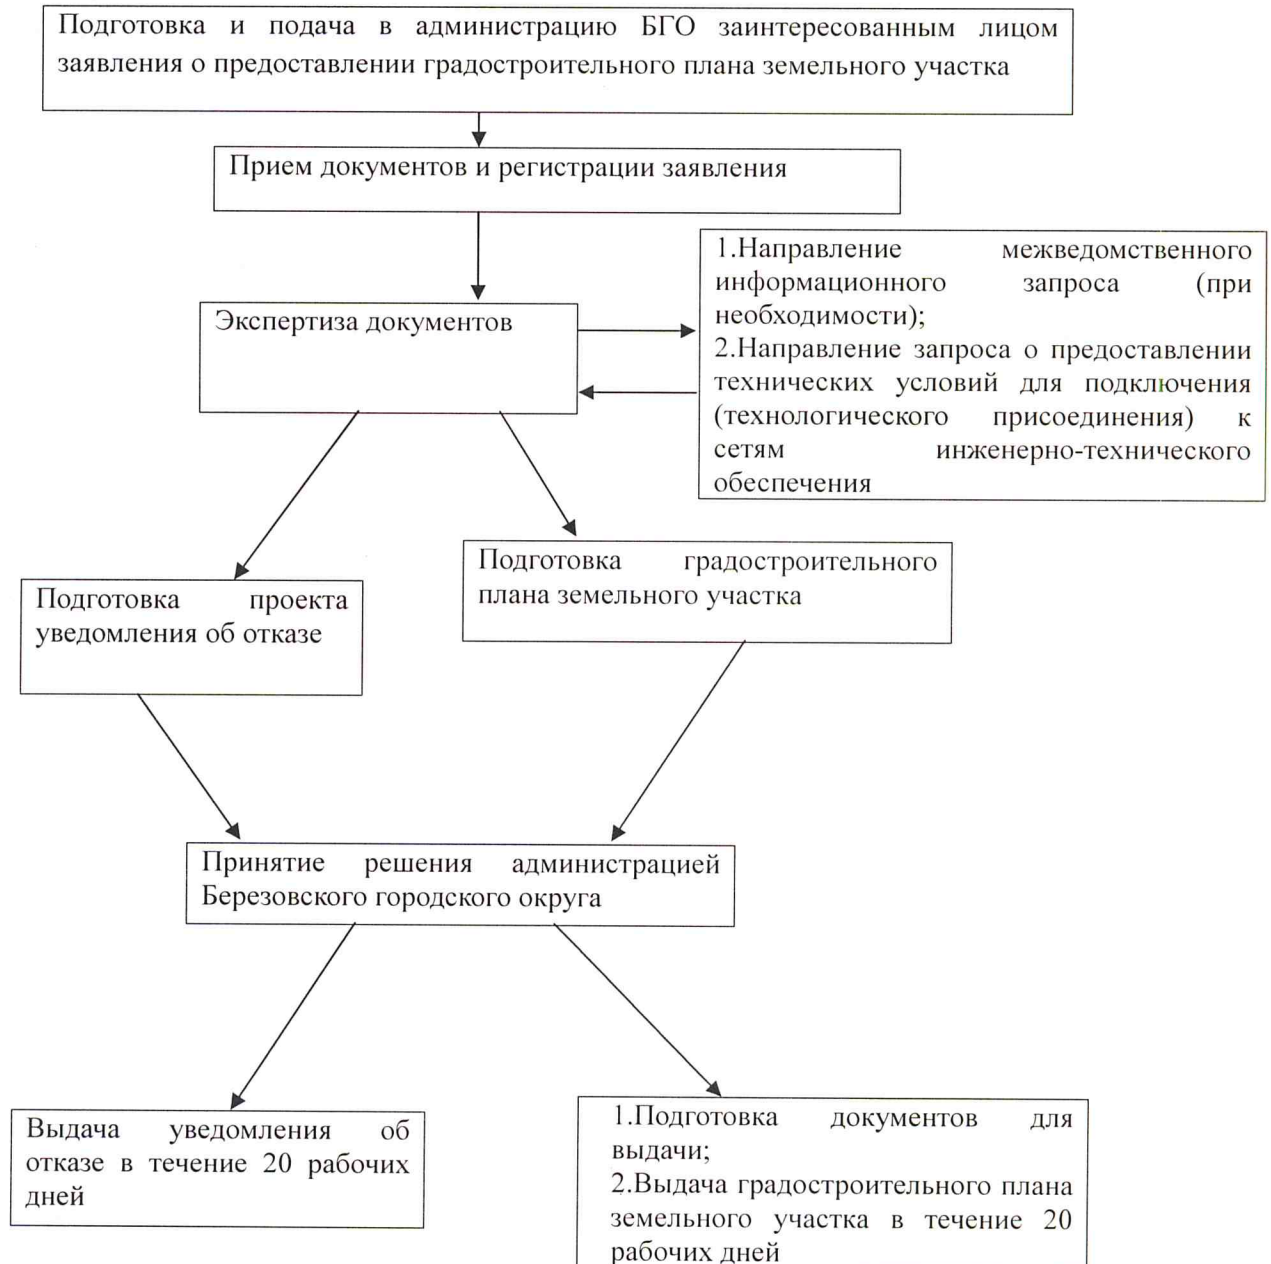 Подготовка и подача в администрацию БГО заинтересованным лицом
заявления о предоставлении градостроительного плана земельного участка
Прием документов и регистрации заявления
1.Направление межведомственного
информационного запроса (при
необходимости);
2.Направление запроса о предоставлении
технических условий для подключения
(технологического присоединения) к
сетям инженерно-технического
обеспечения
Экспертиза документов
Подготовка проекта
уведомления об отказе
Подготовка градостроительного
плана земельного участка
Принятие решения администрацией
Березовского городского округа
Выдача уведомления об
отказе в течение 20 рабочих
дней
1.Подготовка документов для
выдачи;
2.Выдача градостроительного плана
земельного участка в течение 20
рабочих дней